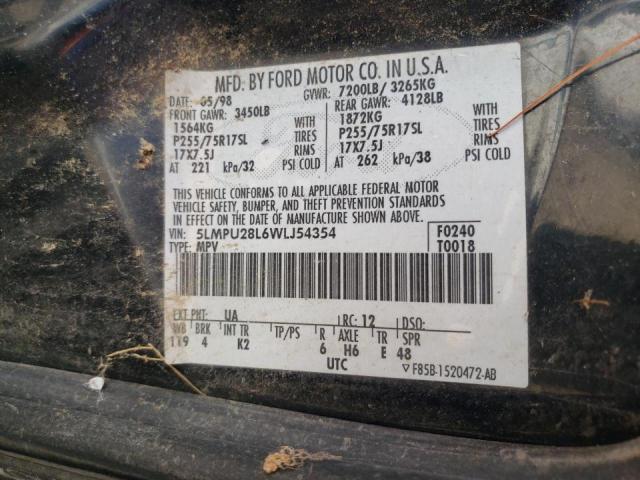 MFD. BY FORD MOTOR CO. IN U.S.A.
DATE: 05/98 GVWR: 7200LB/ 3265KG
FRONT GAWR: 3450LB REAR GAWR: 4128LB
1564KG WITH 1872KG WITH
P255/75R17SL TIRES P255/75R17SL TIRES
17X7.5J RIMS 17X7.5J RIMS
AT 221 kPa/32 PSI COLD AT 262 kPa/38 PSI COLD
THIS VEHICLE CONFORMS TO ALL APPLICABLE FEDERAL MOTOR
VEHICLE SAFETY, BUMPER, AND THEFT PREVENTION STANDARDS
IN EFFECT ON THE DATE OF MANUFACTURE SHOWN ABOVE.
VIN: 5LMPU28L6WLJ54354 F0240
TYPE: MPV T0018
EXT PNT: UA RC: 12 DSO:
WB BRK INT TR TP/PS R AXLE TR SPR
119 4 K2 6 H6 E 48
UTC ▽ F85B-1520472-AB